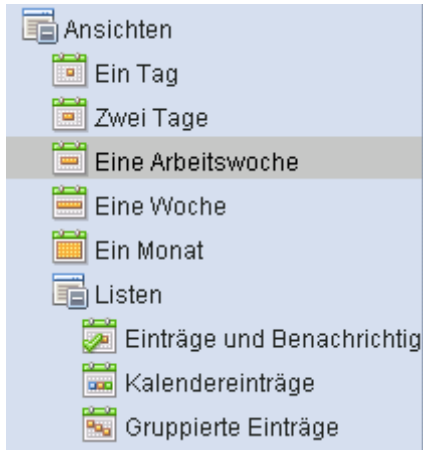 Ansichten
Ein Tag
Zwei Tage
Eine Arbeitswoche
Eine Woche
Ein Monat
Listen
Einträge und Benachrichtig
Kalendereinträge
Gruppierte Einträge